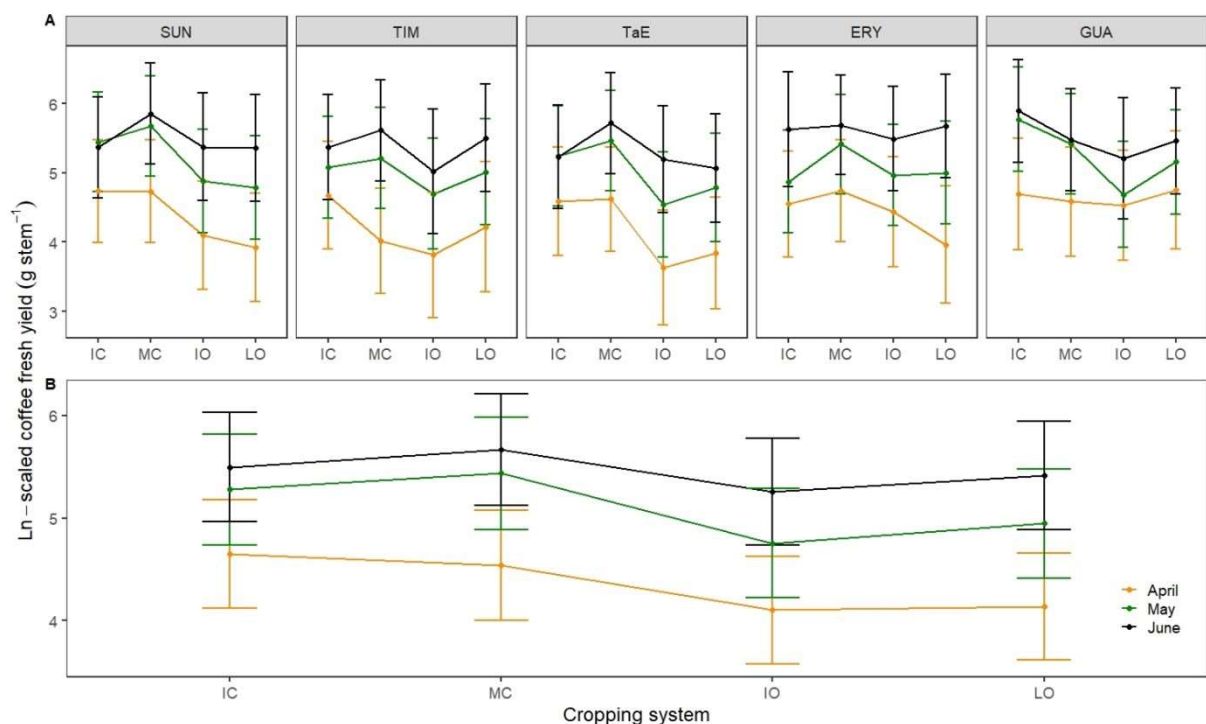 A
SUN TIM TaE ERY GUA
6
5
4
3
IC MC IO LO IC MC IO LO IC MC IO LO IC MC IO LO IC MC IO LO
Ln−scaled coffee fresh yield (g stem⁻¹)
B
6
5
4
April
May
June
IC MC IO LO
Cropping system